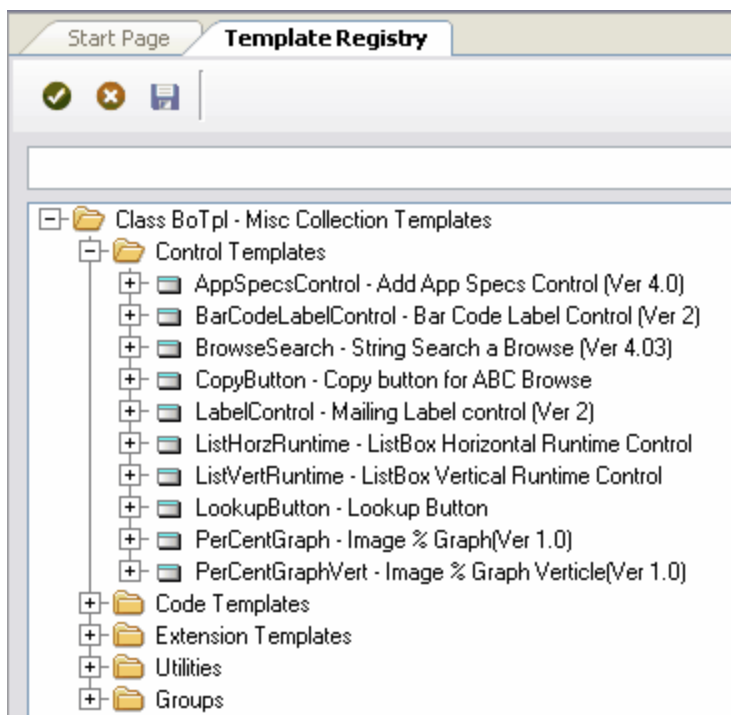 Start Page
Template Registry
Class BoTpl - Misc Collection Templates
Control Templates
AppSpecsControl - Add App Specs Control (Ver 4.0)
BarCodeLabelControl - Bar Code Label Control (Ver 2)
BrowseSearch - String Search a Browse (Ver 4.03)
CopyButton - Copy button for ABC Browse
LabelControl - Mailing Label control (Ver 2)
ListHorzRuntime - ListBox Horizontal Runtime Control
ListVertRuntime - ListBox Vertical Runtime Control
LookupButton - Lookup Button
PerCentGraph - Image % Graph(Ver 1.0)
PerCentGraphVert - Image % Graph Verticle(Ver 1.0)
Code Templates
Extension Templates
Utilities
Groups